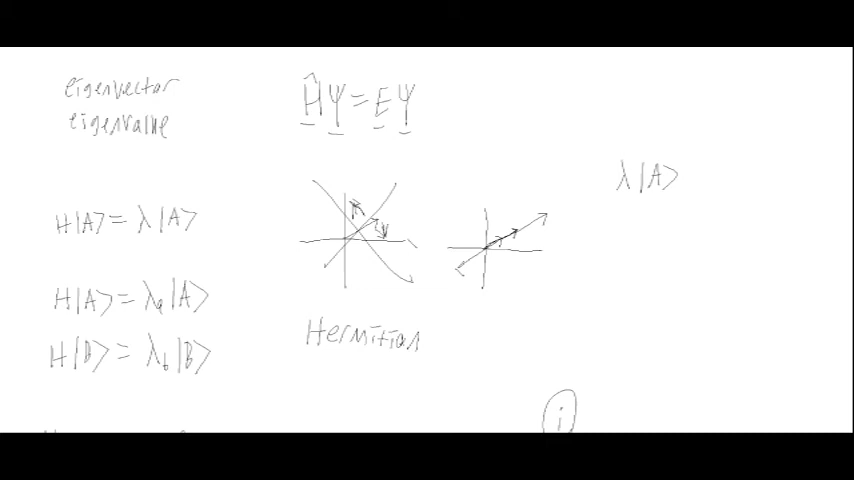 eigenvector
eigenvalue
ĤΨ = EΨ
λ|A>
H|A> = λ|A>
H|A> = λₐ|A>
H|B> = λb|B>
Hermitian
i